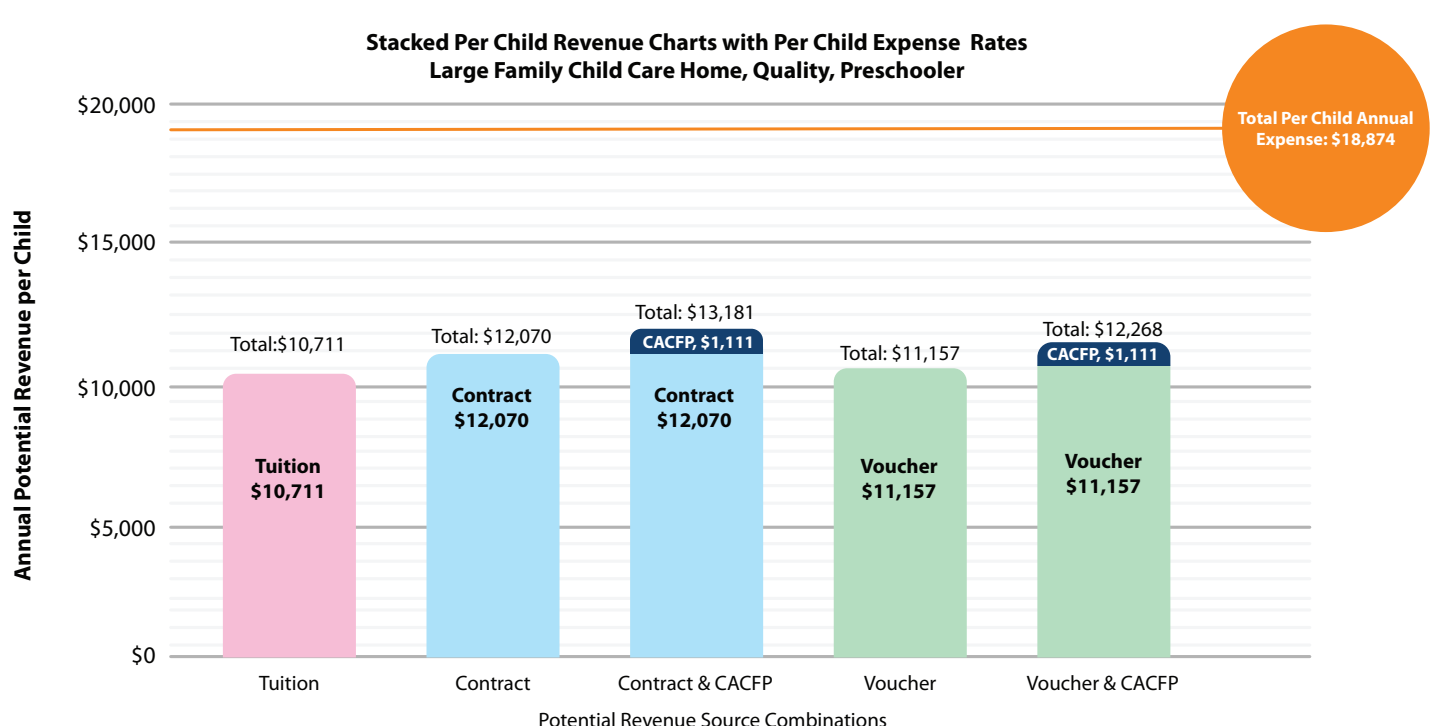 Stacked Per Child Revenue Charts with Per Child Expense Rates
Large Family Child Care Home, Quality, Preschooler
Total Per Child Annual
Expense: $18,874
Annual Potential Revenue per Child
$20,000
$15,000
$10,000
$5,000
$0
Total:$10,711
Tuition
$10,711
Total: $12,070
Contract
$12,070
Total: $13,181
CACFP, $1,111
Contract
$12,070
Total: $11,157
Voucher
$11,157
Total: $12,268
CACFP, $1,111
Voucher
$11,157
Tuition
Contract
Contract & CACFP
Voucher
Voucher & CACFP
Potential Revenue Source Combinations